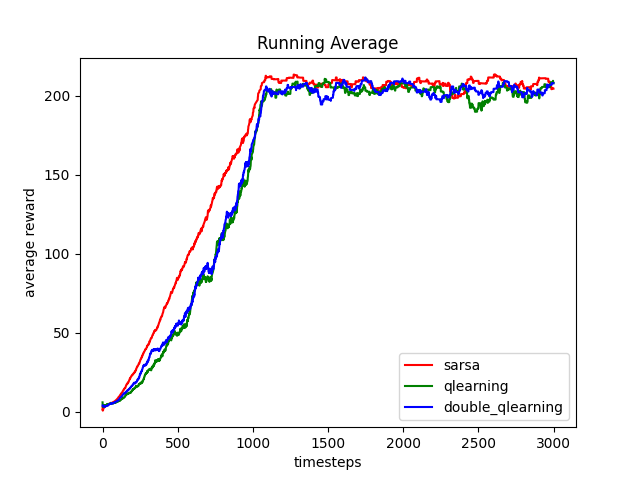 Running Average
average reward
200
150
100
50
0
0 500 1000 1500 2000 2500 3000
timesteps
sarsa
qlearning
double_qlearning